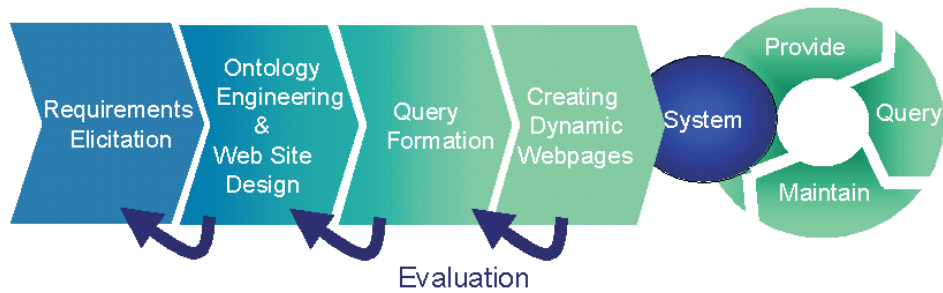 Requirements
Elicitation
Ontology
Engineering
&
Web Site
Design
Query
Formation
Creating
Dynamic
Webpages
System
Provide
Query
Maintain
Evaluation